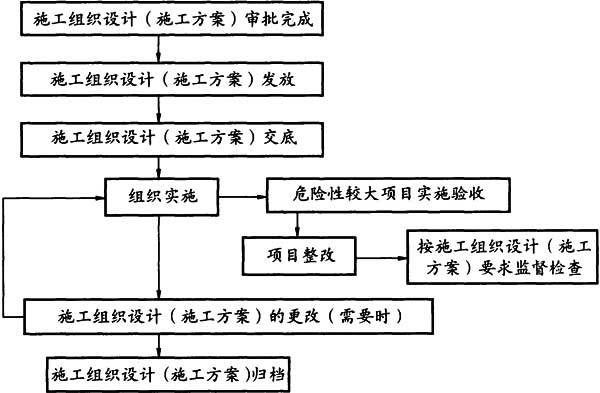 施工组织设计（施工方案）审批完成
施工组织设计（施工方案）发放
施工组织设计（施工方案）交底
组织实施
危险性较大项目实施验收
项目整改
按施工组织设计（施工
方案）要求监督检查
施工组织设计（施工方案）的更改（需要时）
施工组织设计（施工方案）归档